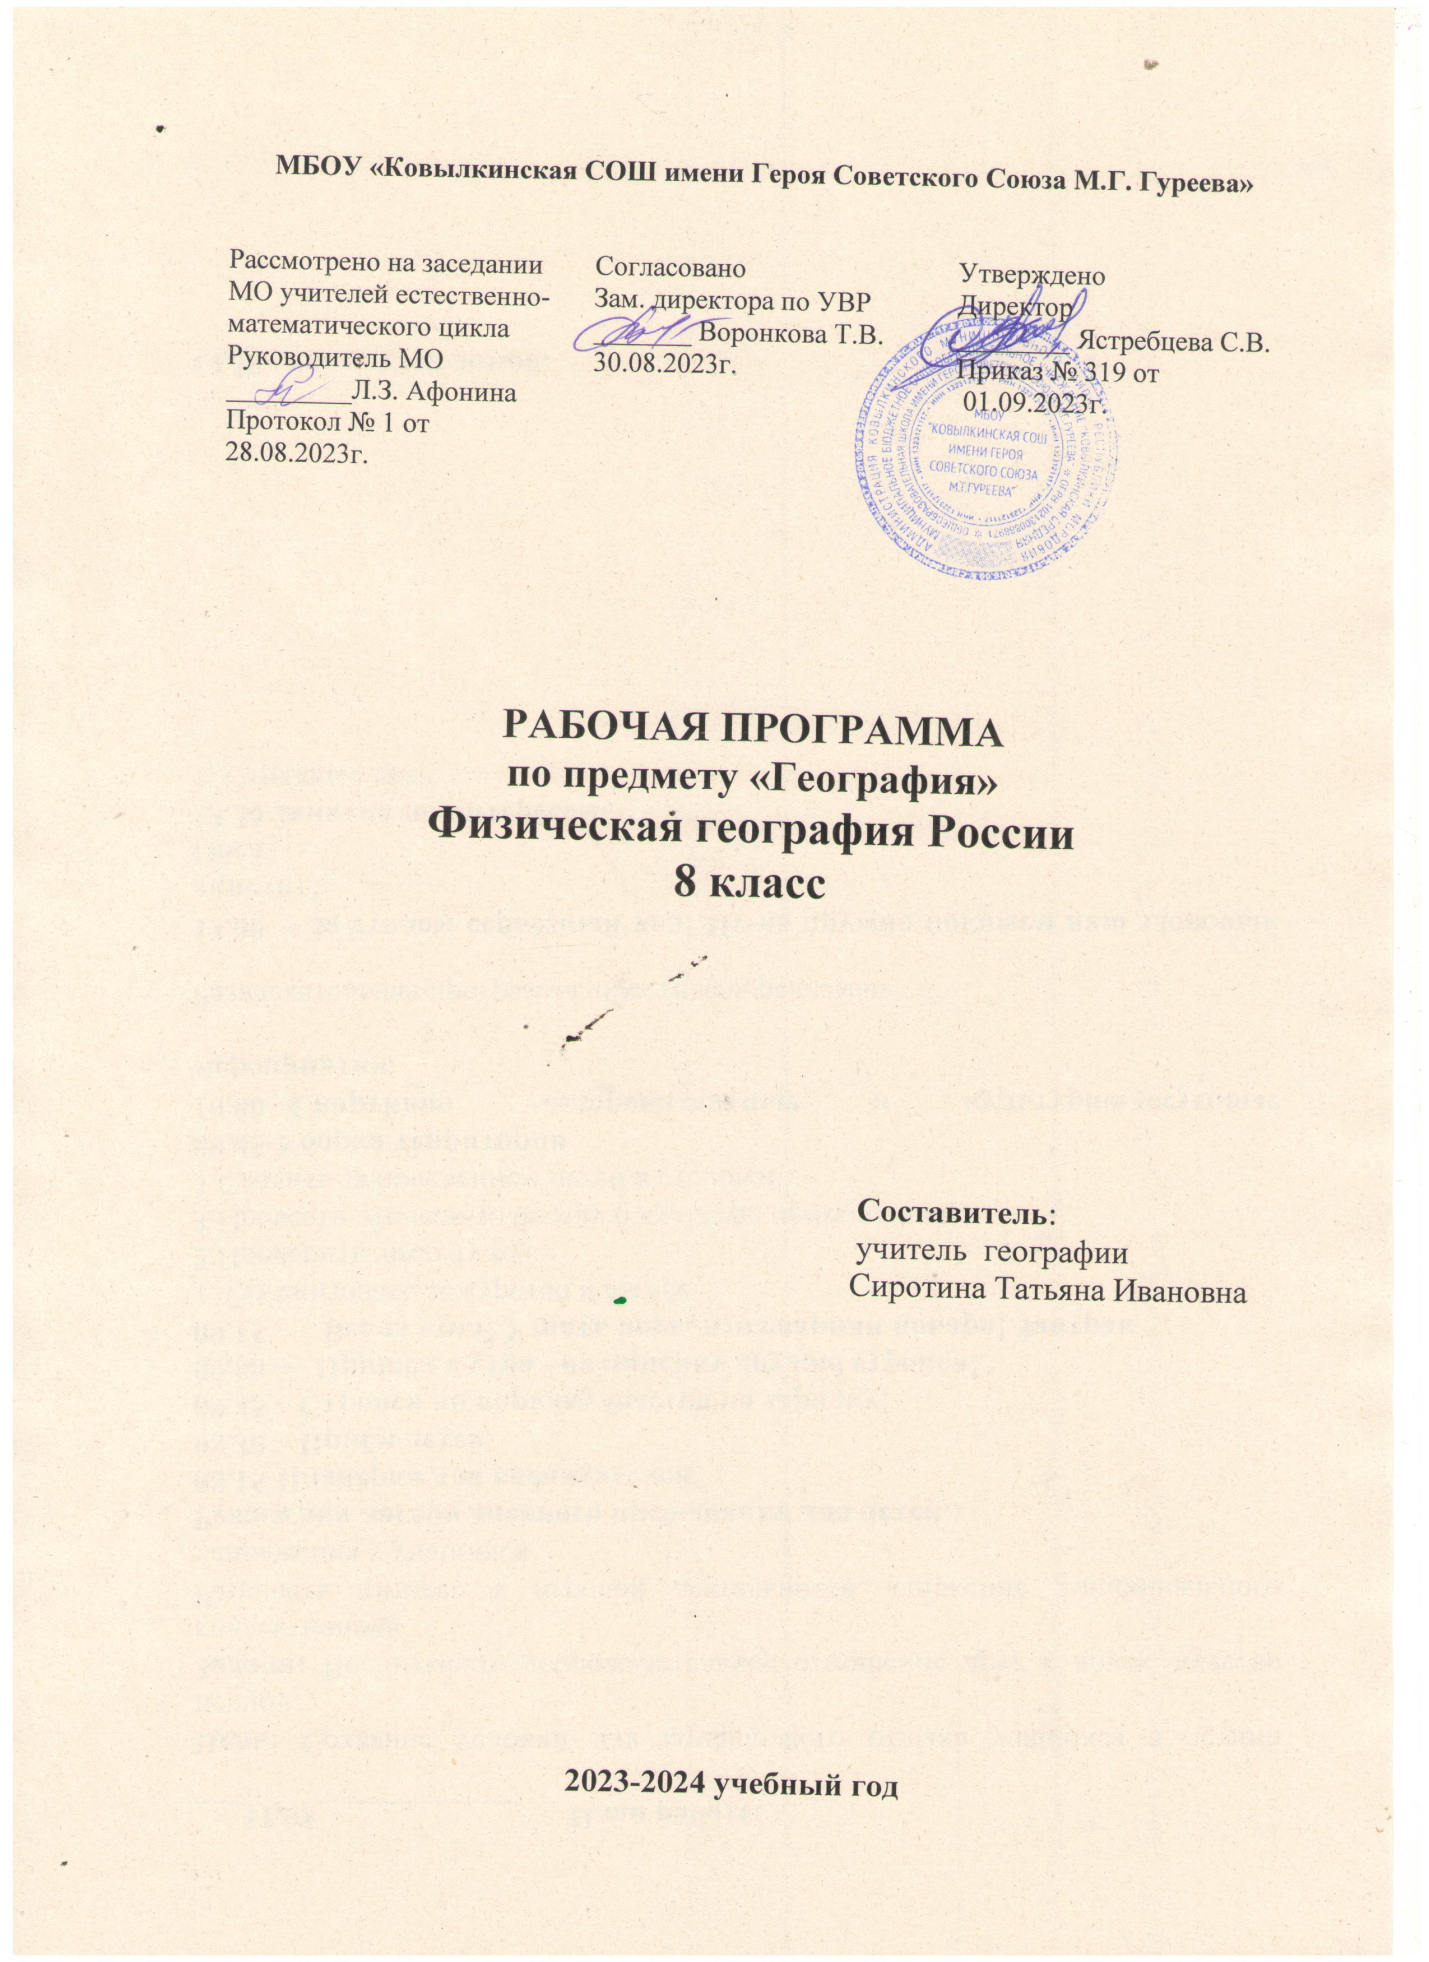 МБОУ «Ковылкинская СОШ имени Героя Советского Союза М.Г. Гуреева»
Рассмотрено на заседании
МО учителей естественно-
математического цикла
Руководитель МО
_________Л.З. Афонина
Протокол № 1 от
28.08.2023г.
Согласовано
Зам. директора по УВР
_______ Воронкова Т.В.
30.08.2023г.
Утверждено
Директор
________ Ястребцева С.В.
Приказ № 319 от
01.09.2023г.
МБОУ
"КОВЫЛКИНСКАЯ СОШ
ИМЕНИ ГЕРОЯ
СОВЕТСКОГО СОЮЗА
М.Г.ГУРЕЕВА"
РАБОЧАЯ ПРОГРАММА
по предмету «География»
Физическая география России
8 класс
Составитель:
учитель географии
Сиротина Татьяна Ивановна
2023-2024 учебный год